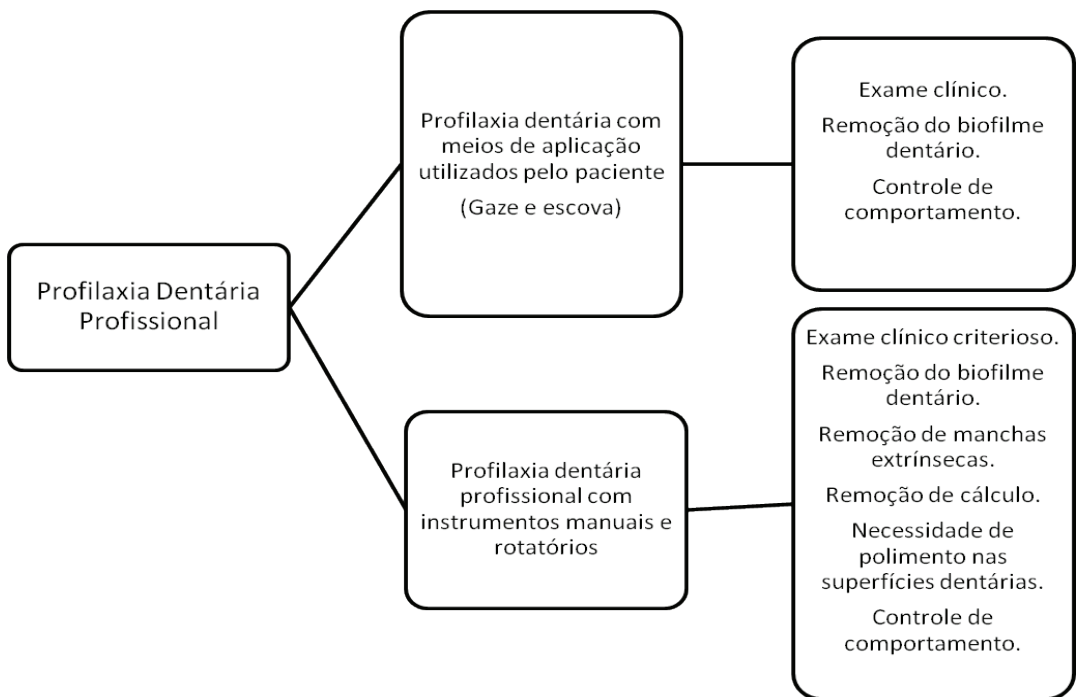 Profilaxia Dentária
Profissional
Profilaxia dentária com
meios de aplicação
utilizados pelo paciente
(Gaze e escova)
Exame clínico.
Remoção do biofilme
dentário.
Controle de
comportamento.
Profilaxia dentária
profissional com
instrumentos manuais e
rotatórios
Exame clínico criterioso.
Remoção do biofilme
dentário.
Remoção de manchas
extrínsecas.
Remoção de cálculo.
Necessidade de
polimento nas
superfícies dentárias.
Controle de
comportamento.